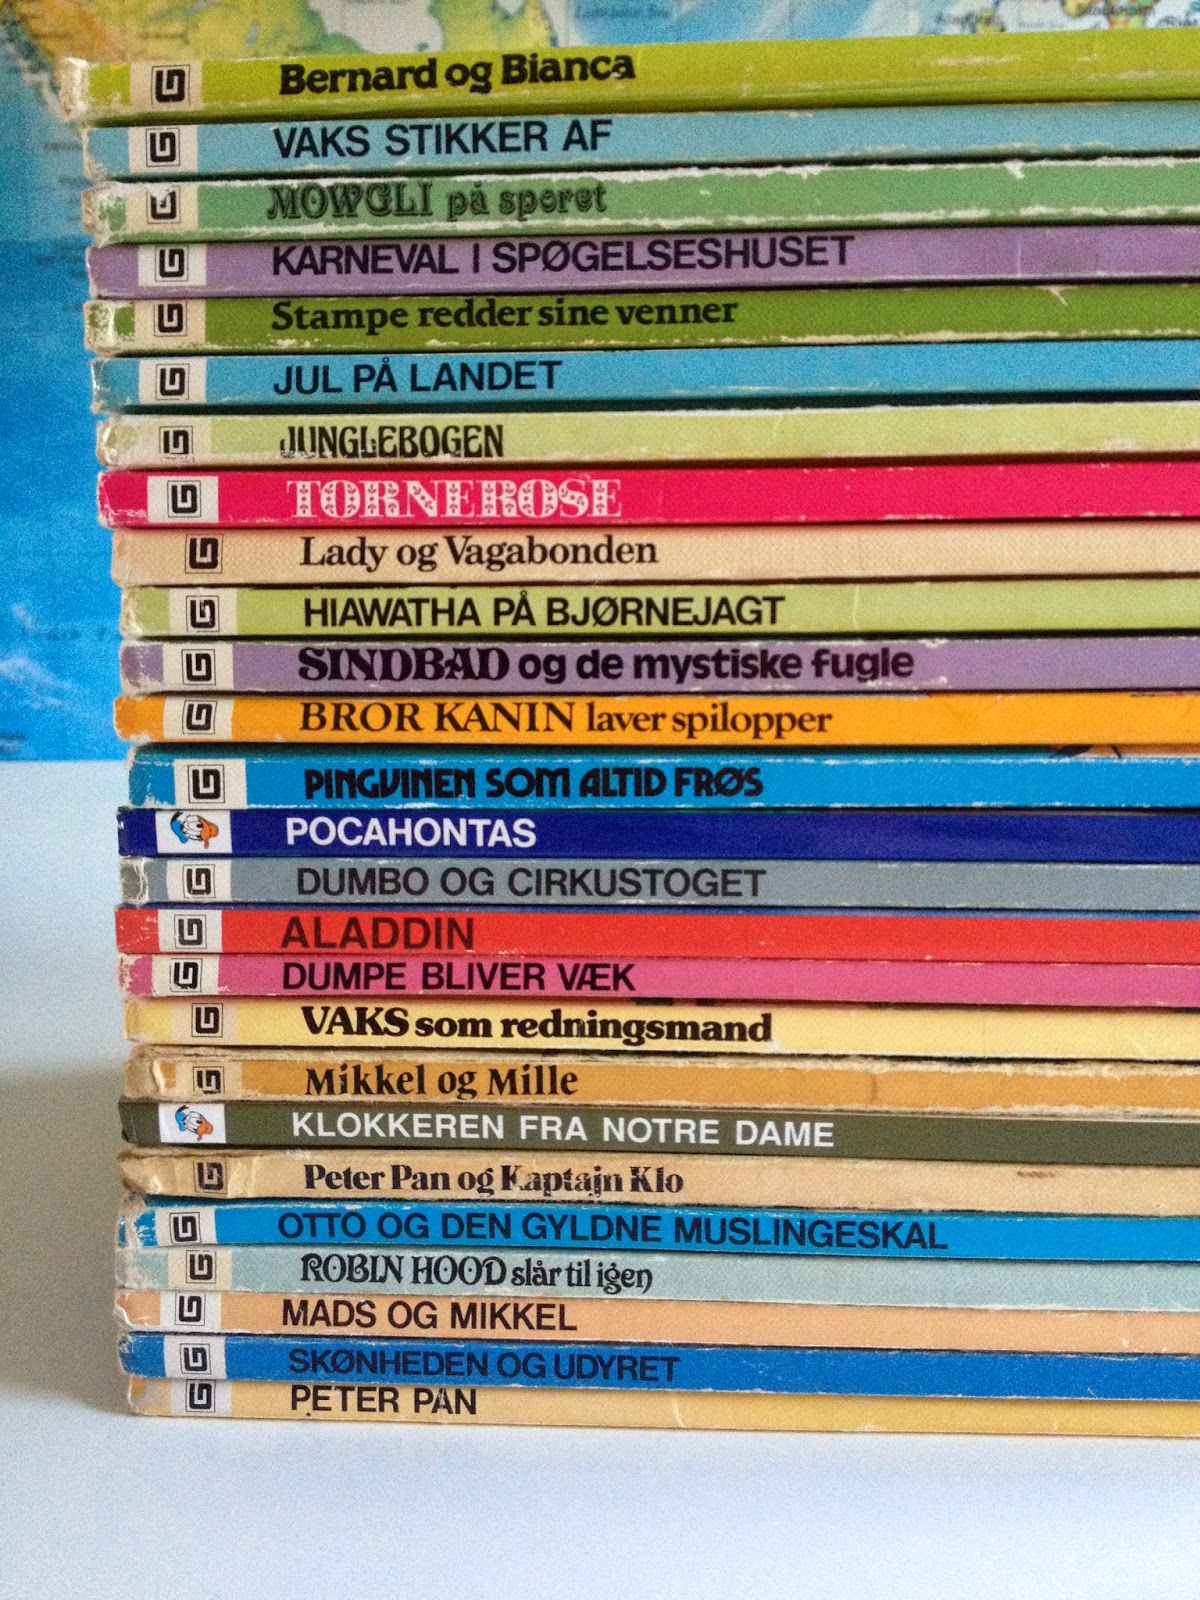 Bernard og Bianca
VAKS STIKKER AF
MOWGLI på sporet
KARNEVAL I SPØGELSESHUSET
Stampe redder sine venner
JUL PÅ LANDET
JUNGLEBOGEN
TORNEROSE
Lady og Vagabonden
HIAWATHA PÅ BJØRNEJAGT
SINDBAD og de mystiske fugle
BROR KANIN laver spilopper
PINGVINEN SOM ALTID FRØS
POCAHONTAS
DUMBO OG CIRKUSTOGET
ALADDIN
DUMPE BLIVER VÆK
VAKS som redningsmand
Mikkel og Mille
KLOKKEREN FRA NOTRE DAME
Peter Pan og Kaptajn Klo
OTTO OG DEN GYLDNE MUSLINGESKAL
ROBIN HOOD slår til igen
MADS OG MIKKEL
SKØNHEDEN OG UDYRET
PETER PAN